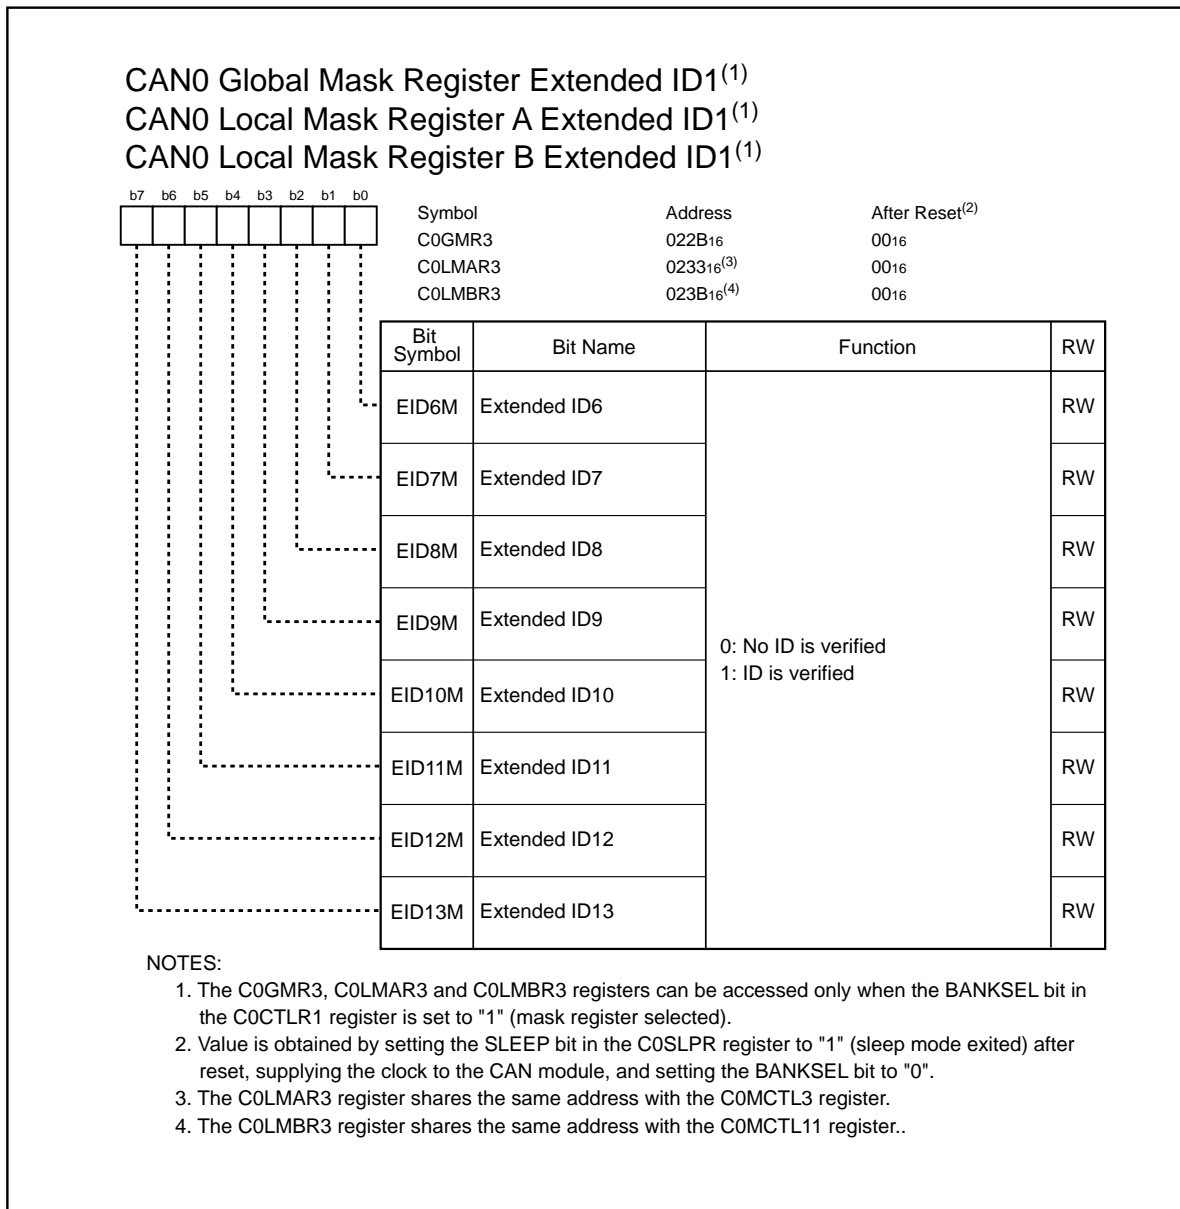 CAN0 Global Mask Register Extended ID1(1)
CAN0 Local Mask Register A Extended ID1(1)
CAN0 Local Mask Register B Extended ID1(1)
b7 b6 b5 b4 b3 b2 b1 b0
Symbol Address After Reset(2)
C0GMR3 022B16 0016
C0LMAR3 023316(3) 0016
C0LMBR3 023B16(4) 0016
Bit Symbol Bit Name Function RW
EID6M Extended ID6 RW
EID7M Extended ID7 RW
EID8M Extended ID8 RW
EID9M Extended ID9 RW
0: No ID is verified
1: ID is verified
EID10M Extended ID10 RW
EID11M Extended ID11 RW
EID12M Extended ID12 RW
EID13M Extended ID13 RW
NOTES:
1. The C0GMR3, C0LMAR3 and C0LMBR3 registers can be accessed only when the BANKSEL bit in
the C0CTLR1 register is set to "1" (mask register selected).
2. Value is obtained by setting the SLEEP bit in the C0SLPR register to "1" (sleep mode exited) after
reset, supplying the clock to the CAN module, and setting the BANKSEL bit to "0".
3. The C0LMAR3 register shares the same address with the C0MCTL3 register.
4. The C0LMBR3 register shares the same address with the C0MCTL11 register..